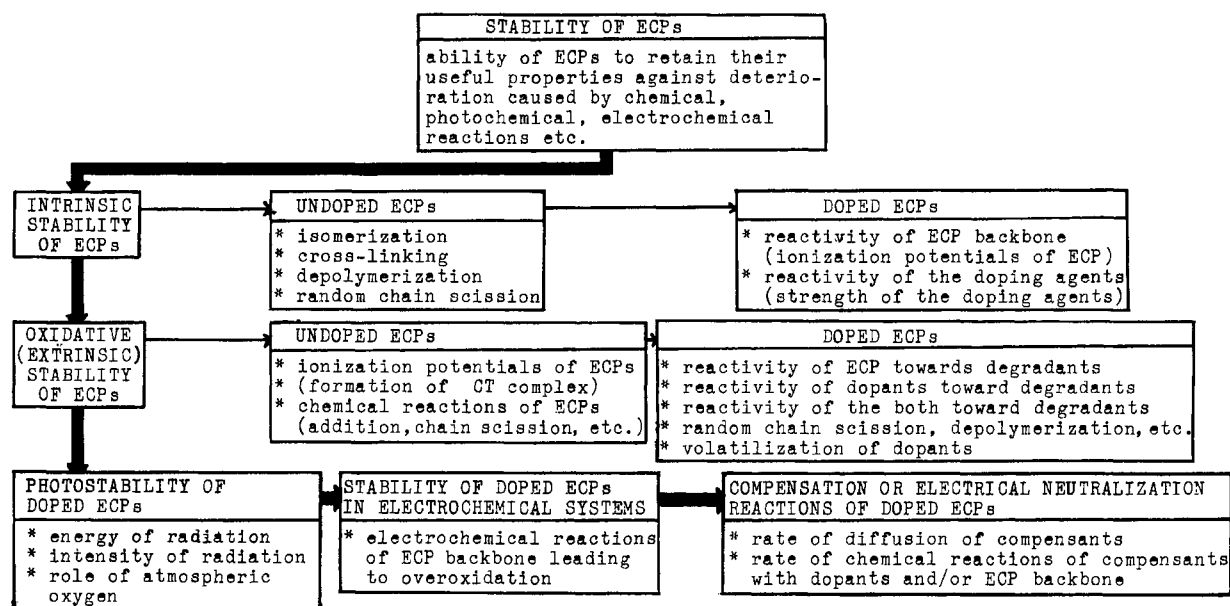 STABILITY OF ECPs
ability of ECPs to retain their
useful properties against deterio-
ration caused by chemical,
photochemical, electrochemical
reactions etc.
INTRINSIC
STABILITY
OF ECPs
UNDOPED ECPs
* isomerization
* cross-linking
* depolymerization
* random chain scission
DOPED ECPs
* reactivity of ECP backbone
(ionization potentials of ECP)
* reactivity of the doping agents
(strength of the doping agents)
OXIDATIVE
(EXTRINSIC)
STABILITY
OF ECPs
UNDOPED ECPs
* ionization potentials of ECPs
* (formation of CT complex)
* chemical reactions of ECPs
(addition, chain scission, etc.)
DOPED ECPs
* reactivity of ECP towards degradants
* reactivity of dopants toward degradants
* reactivity of the both toward degradants
* random chain scission, depolymerization, etc.
* volatilization of dopants
PHOTOSTABILITY OF
DOPED ECPs
* energy of radiation
* intensity of radiation
* role of atmospheric
oxygen
STABILITY OF DOPED ECPs
IN ELECTROCHEMICAL SYSTEMS
* electrochemical reactions
of ECP backbone leading
to overoxidation
COMPENSATION OR ELECTRICAL NEUTRALIZATION
REACTIONS OF DOPED ECPs
* rate of diffusion of compensants
* rate of chemical reactions of compensants
with dopants and/or ECP backbone